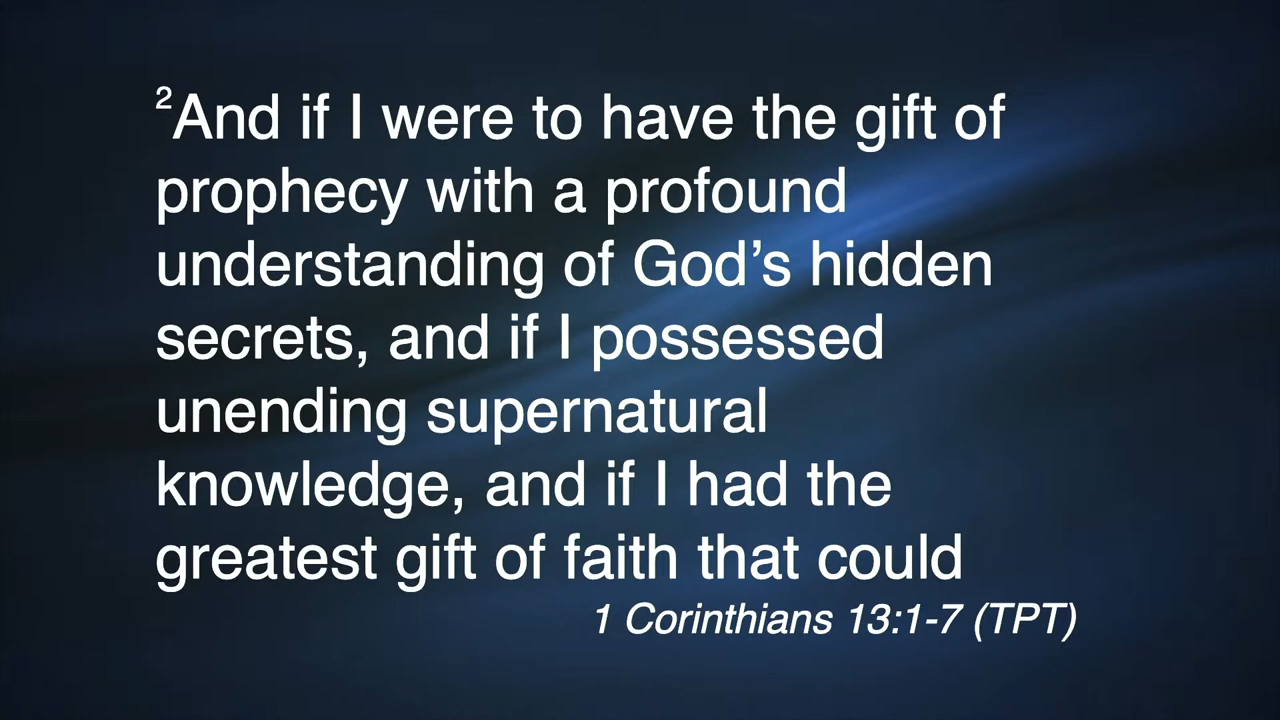 ²And if I were to have the gift of
prophecy with a profound
understanding of God’s hidden
secrets, and if I possessed
unending supernatural
knowledge, and if I had the
greatest gift of faith that could
1 Corinthians 13:1-7 (TPT)